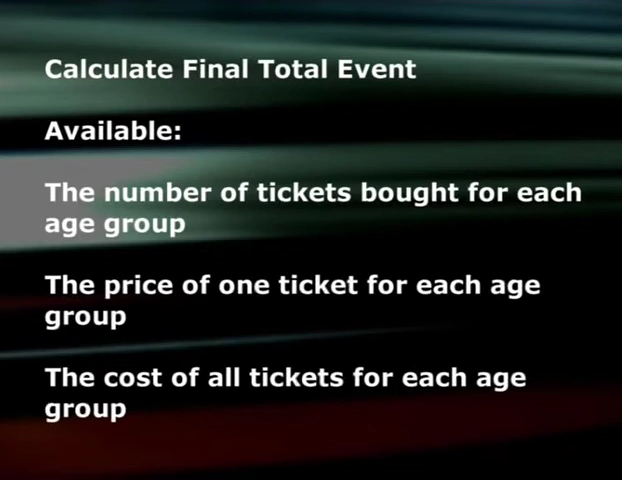 Calculate Final Total Event
Available:
The number of tickets bought for each
age group
The price of one ticket for each age
group
The cost of all tickets for each age
group